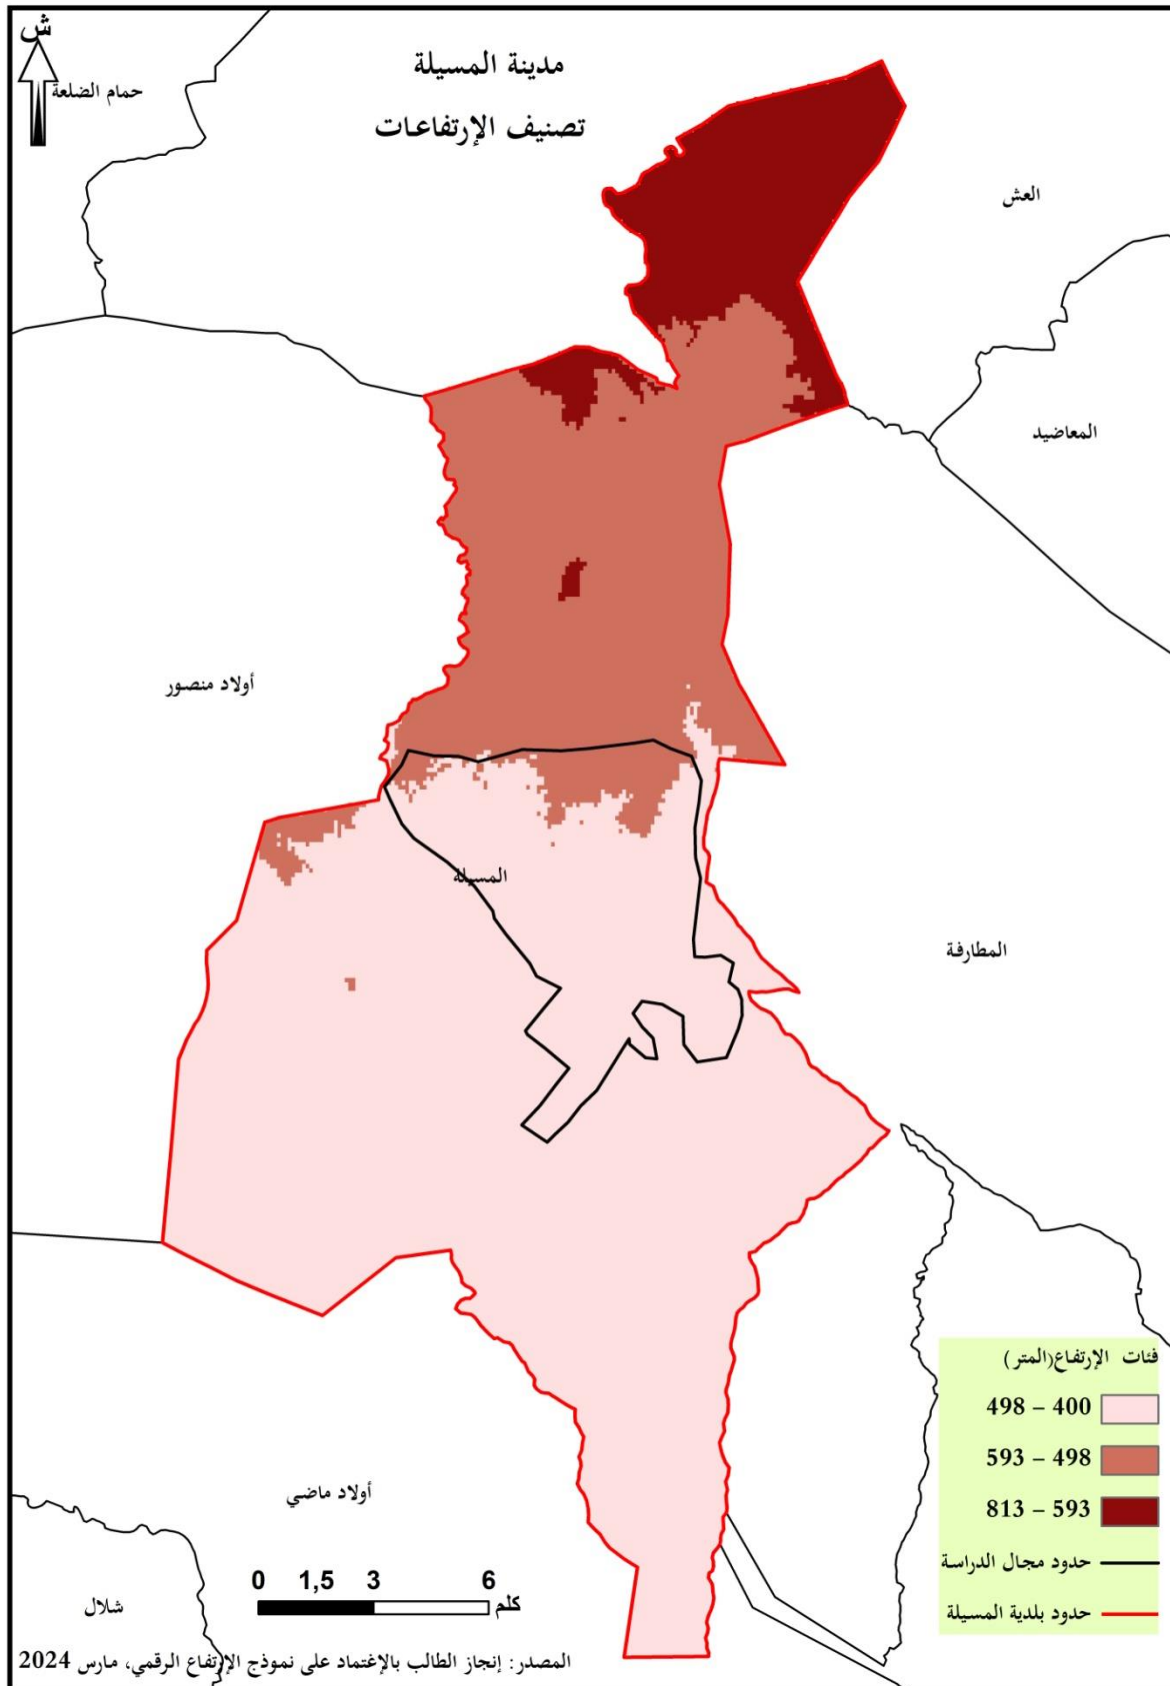 ش
مدينة المسيلة
تصنيف الإرتفاعات
حمام الضلعة
العش
المعاضيد
أولاد منصور
المسيلة
المطارفة
فئات الإرتفاع(المتر)
400 – 498
498 – 593
593 – 813
حدود مجال الدراسة
حدود بلدية المسيلة
أولاد ماضي
شلال
0 1,5 3 6
كلم
المصدر: إنجاز الطالب بالإعتماد على نموذج الإرتفاع الرقمي، مارس 2024